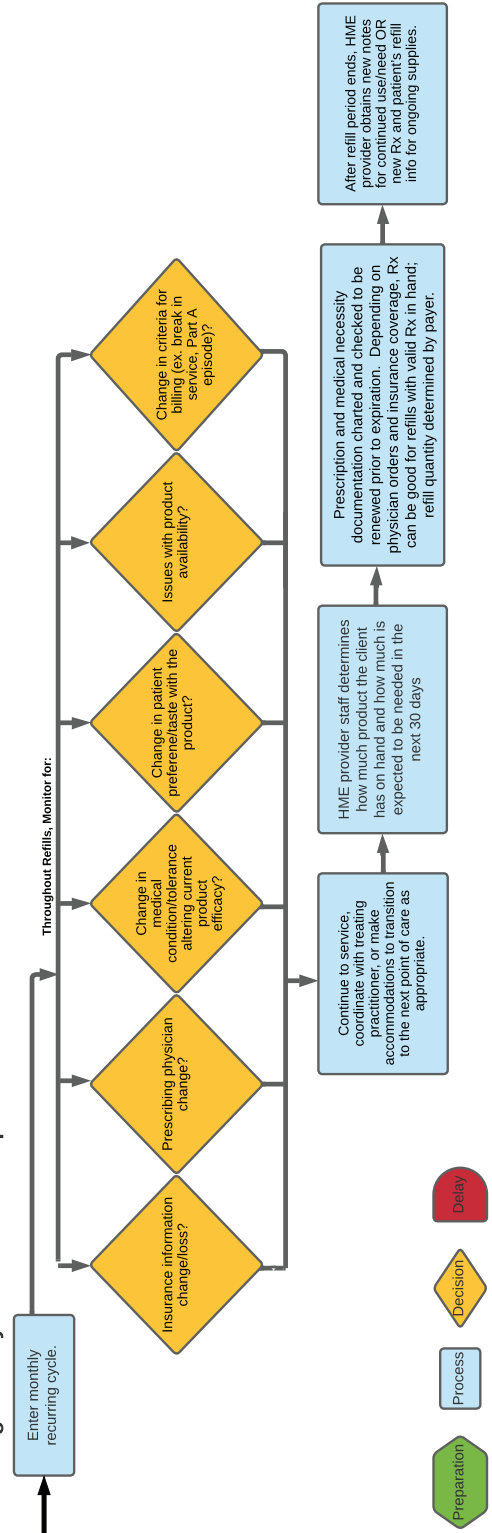 Enter monthly
recurring cycle.
Throughout Refills, Monitor for:
Insurance information
change/loss?
Prescribing physician
change?
Change in
medical
condition/tolerance
altering current
product
efficacy?
Change in patient
preferene/taste with the
product?
Issues with product
availability?
Change in criteria for
billing (ex. break in
service, Part A
episode)?
Continue to service,
coordinate with treating
practitioner, or make
accommodations to transition
to the next point of care as
appropriate.
HME provider staff determines
how much product the client
has on hand and how much is
expected to be needed in the
next 30 days
Prescription and medical necessity
documentation charted and checked to be
renewed prior to expiration. Depending on
physician orders and insurance coverage, Rx
can be good for refills with valid Rx in hand;
refill quantity determined by payer.
After refill period ends, HME
provider obtains new notes
for continued use/need OR
new Rx and patient's refill
info for ongoing supplies.
Preparation
Process
Decision
Delay